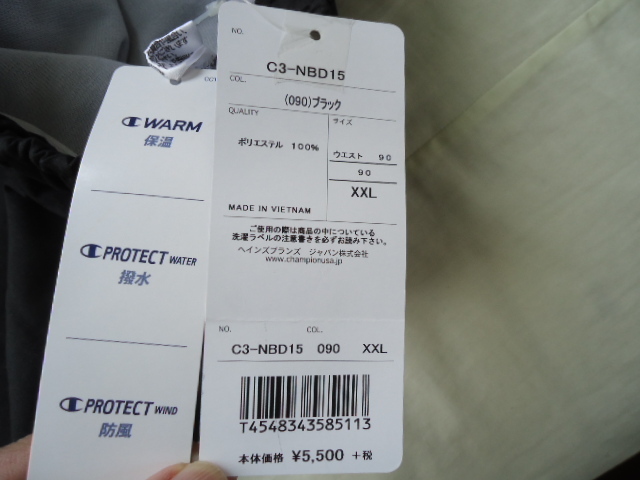 C WARM
保温
C PROTECT WATER
撥水
C PROTECT WIND
防風
NO.
C3-NBD15
COL.
(090)ブラック
QUALITY
サイズ
ポリエステル 100%
ウエスト 90
90
XXL
MADE IN VIETNAM
ご使用の際は商品の中についている
洗濯ラベルの注意書きを必ずお読み下さい。
ヘインズブランズ ジャパン株式会社
www.championusa.jp
NO. COL.
C3-NBD15 090 XXL
T4548343585113
本体価格 ¥5,500 +税